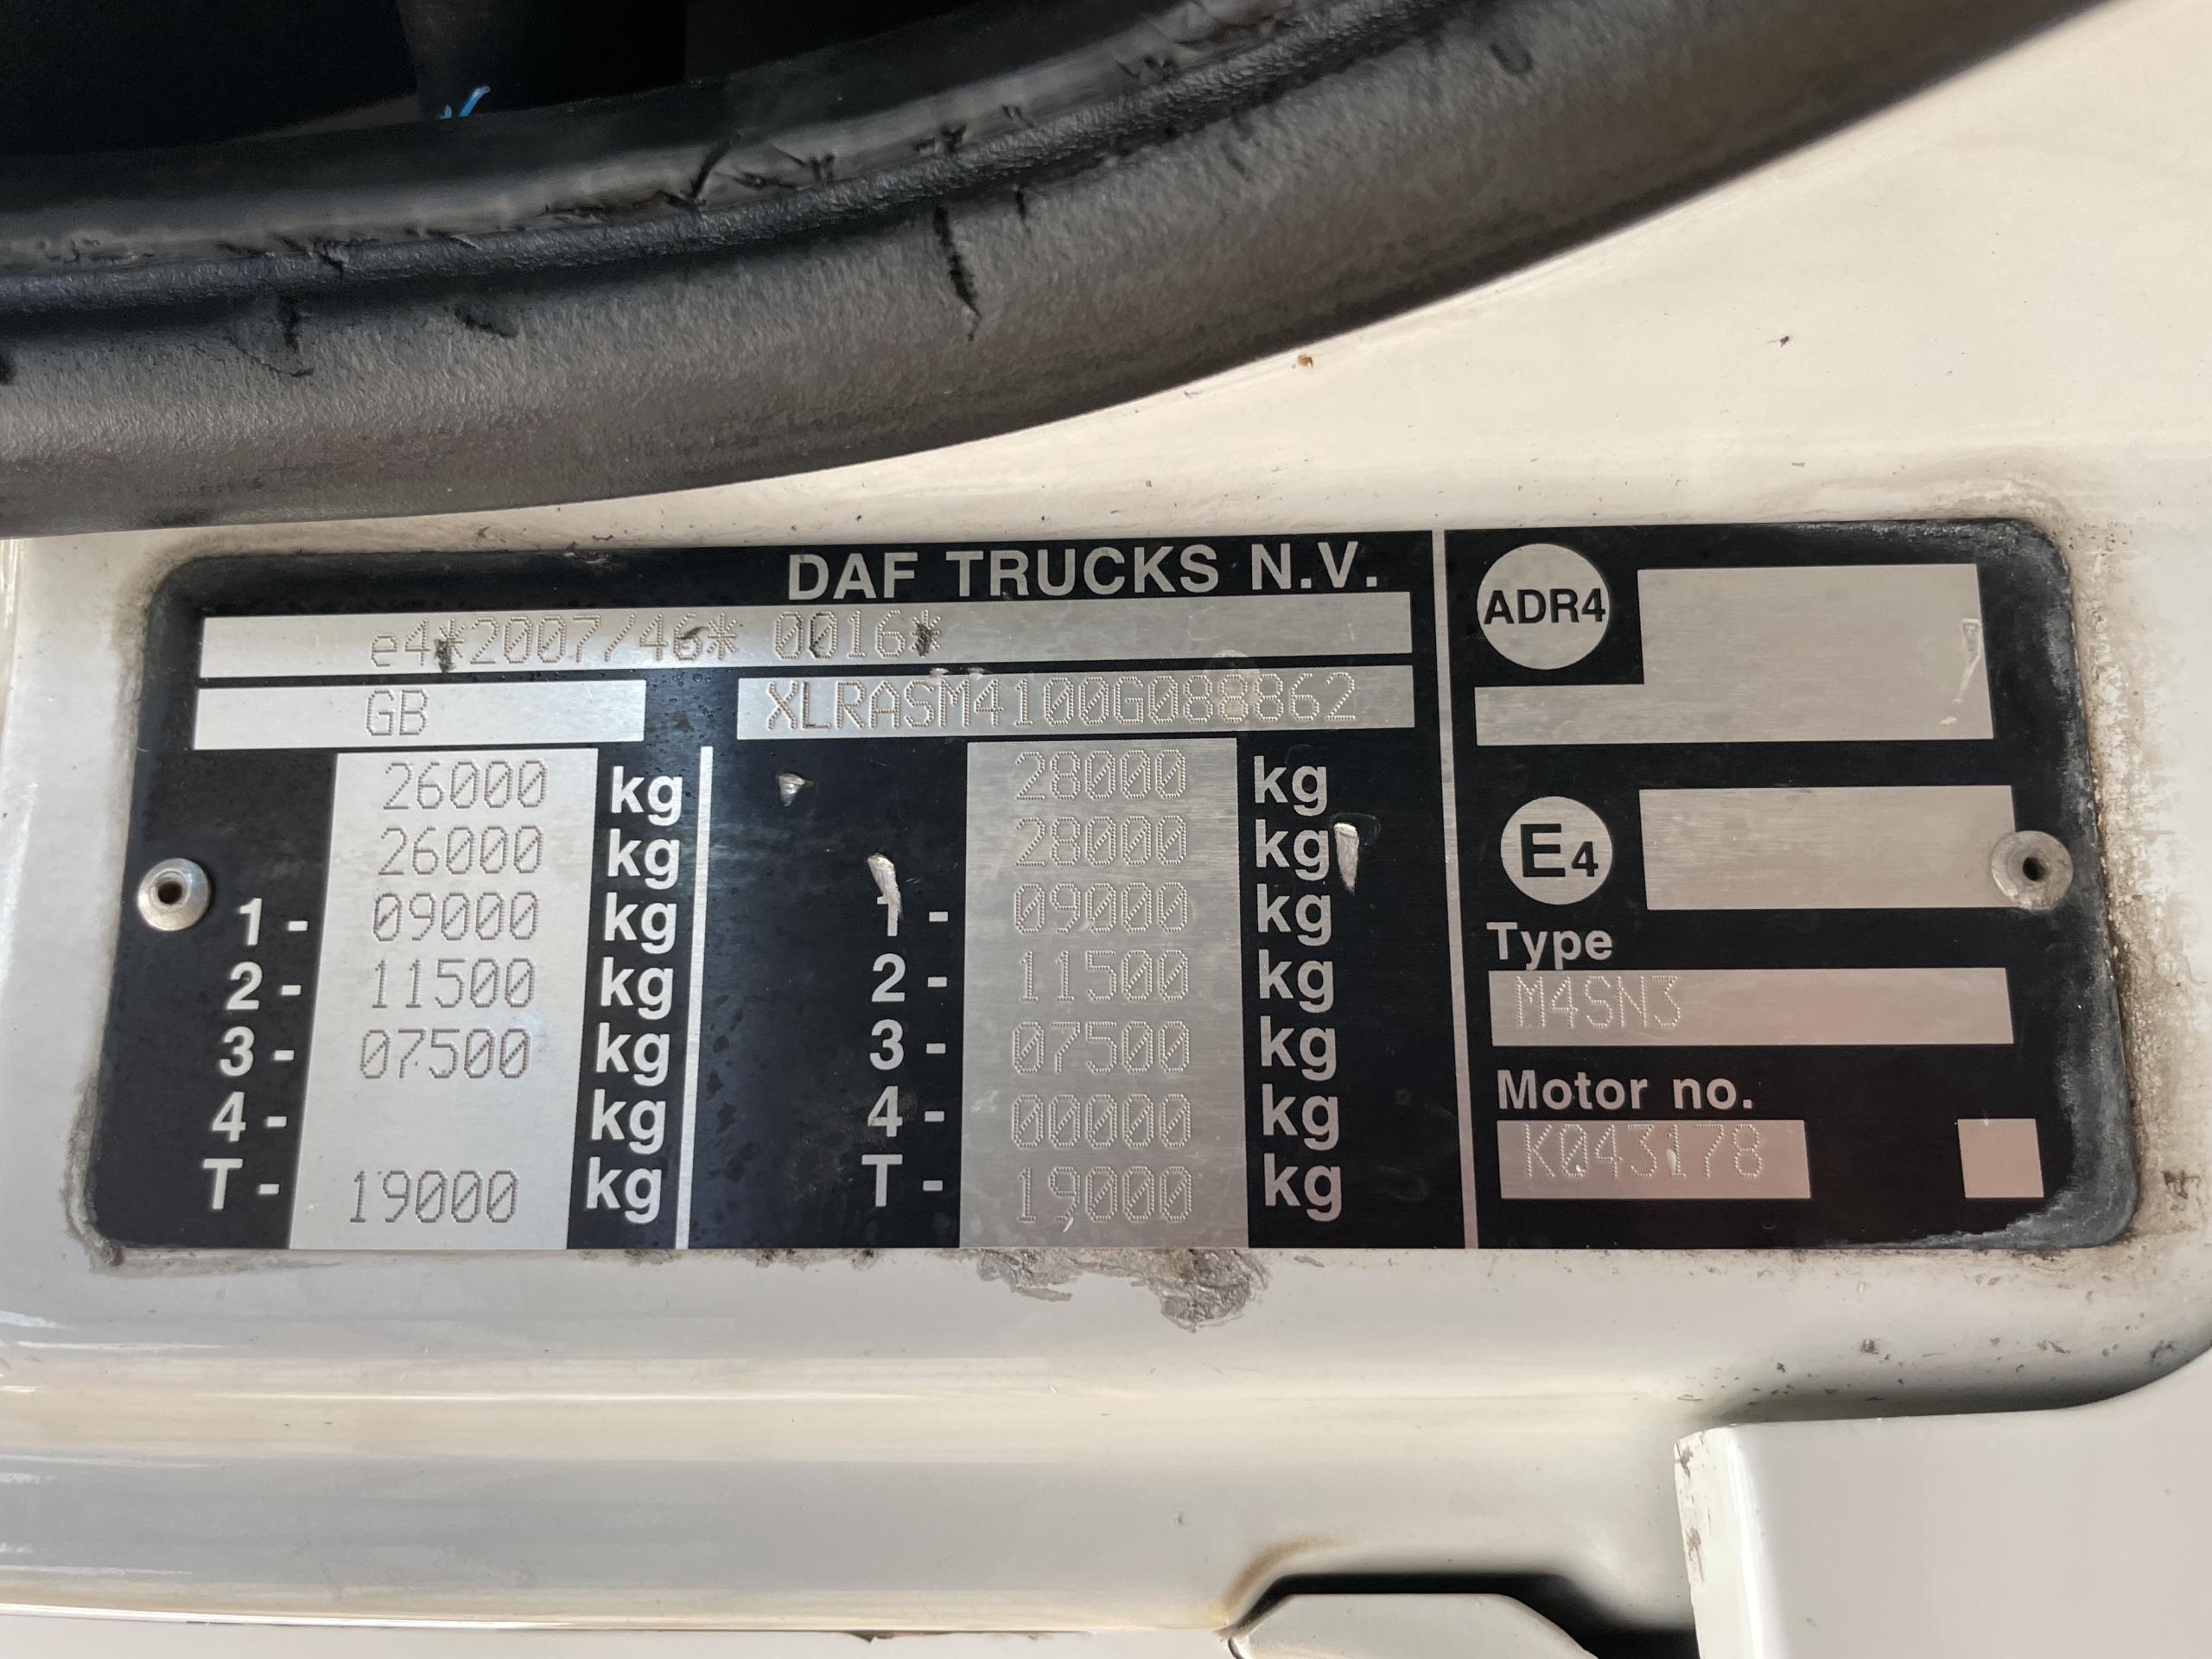 DAF TRUCKS N.V.
e4*2007/46* 0016*
GB XLRASM4100G088862
26000 kg 28000 kg
26000 kg 28000 kg
1- 09000 kg 1- 09000 kg
2- 11500 kg 2- 11500 kg
3- 07500 kg 3- 07500 kg
4- kg 4- 00000 kg
T- 19000 kg T- 19000 kg
ADR4
E4
Type
M4SN3
Motor no.
K043178